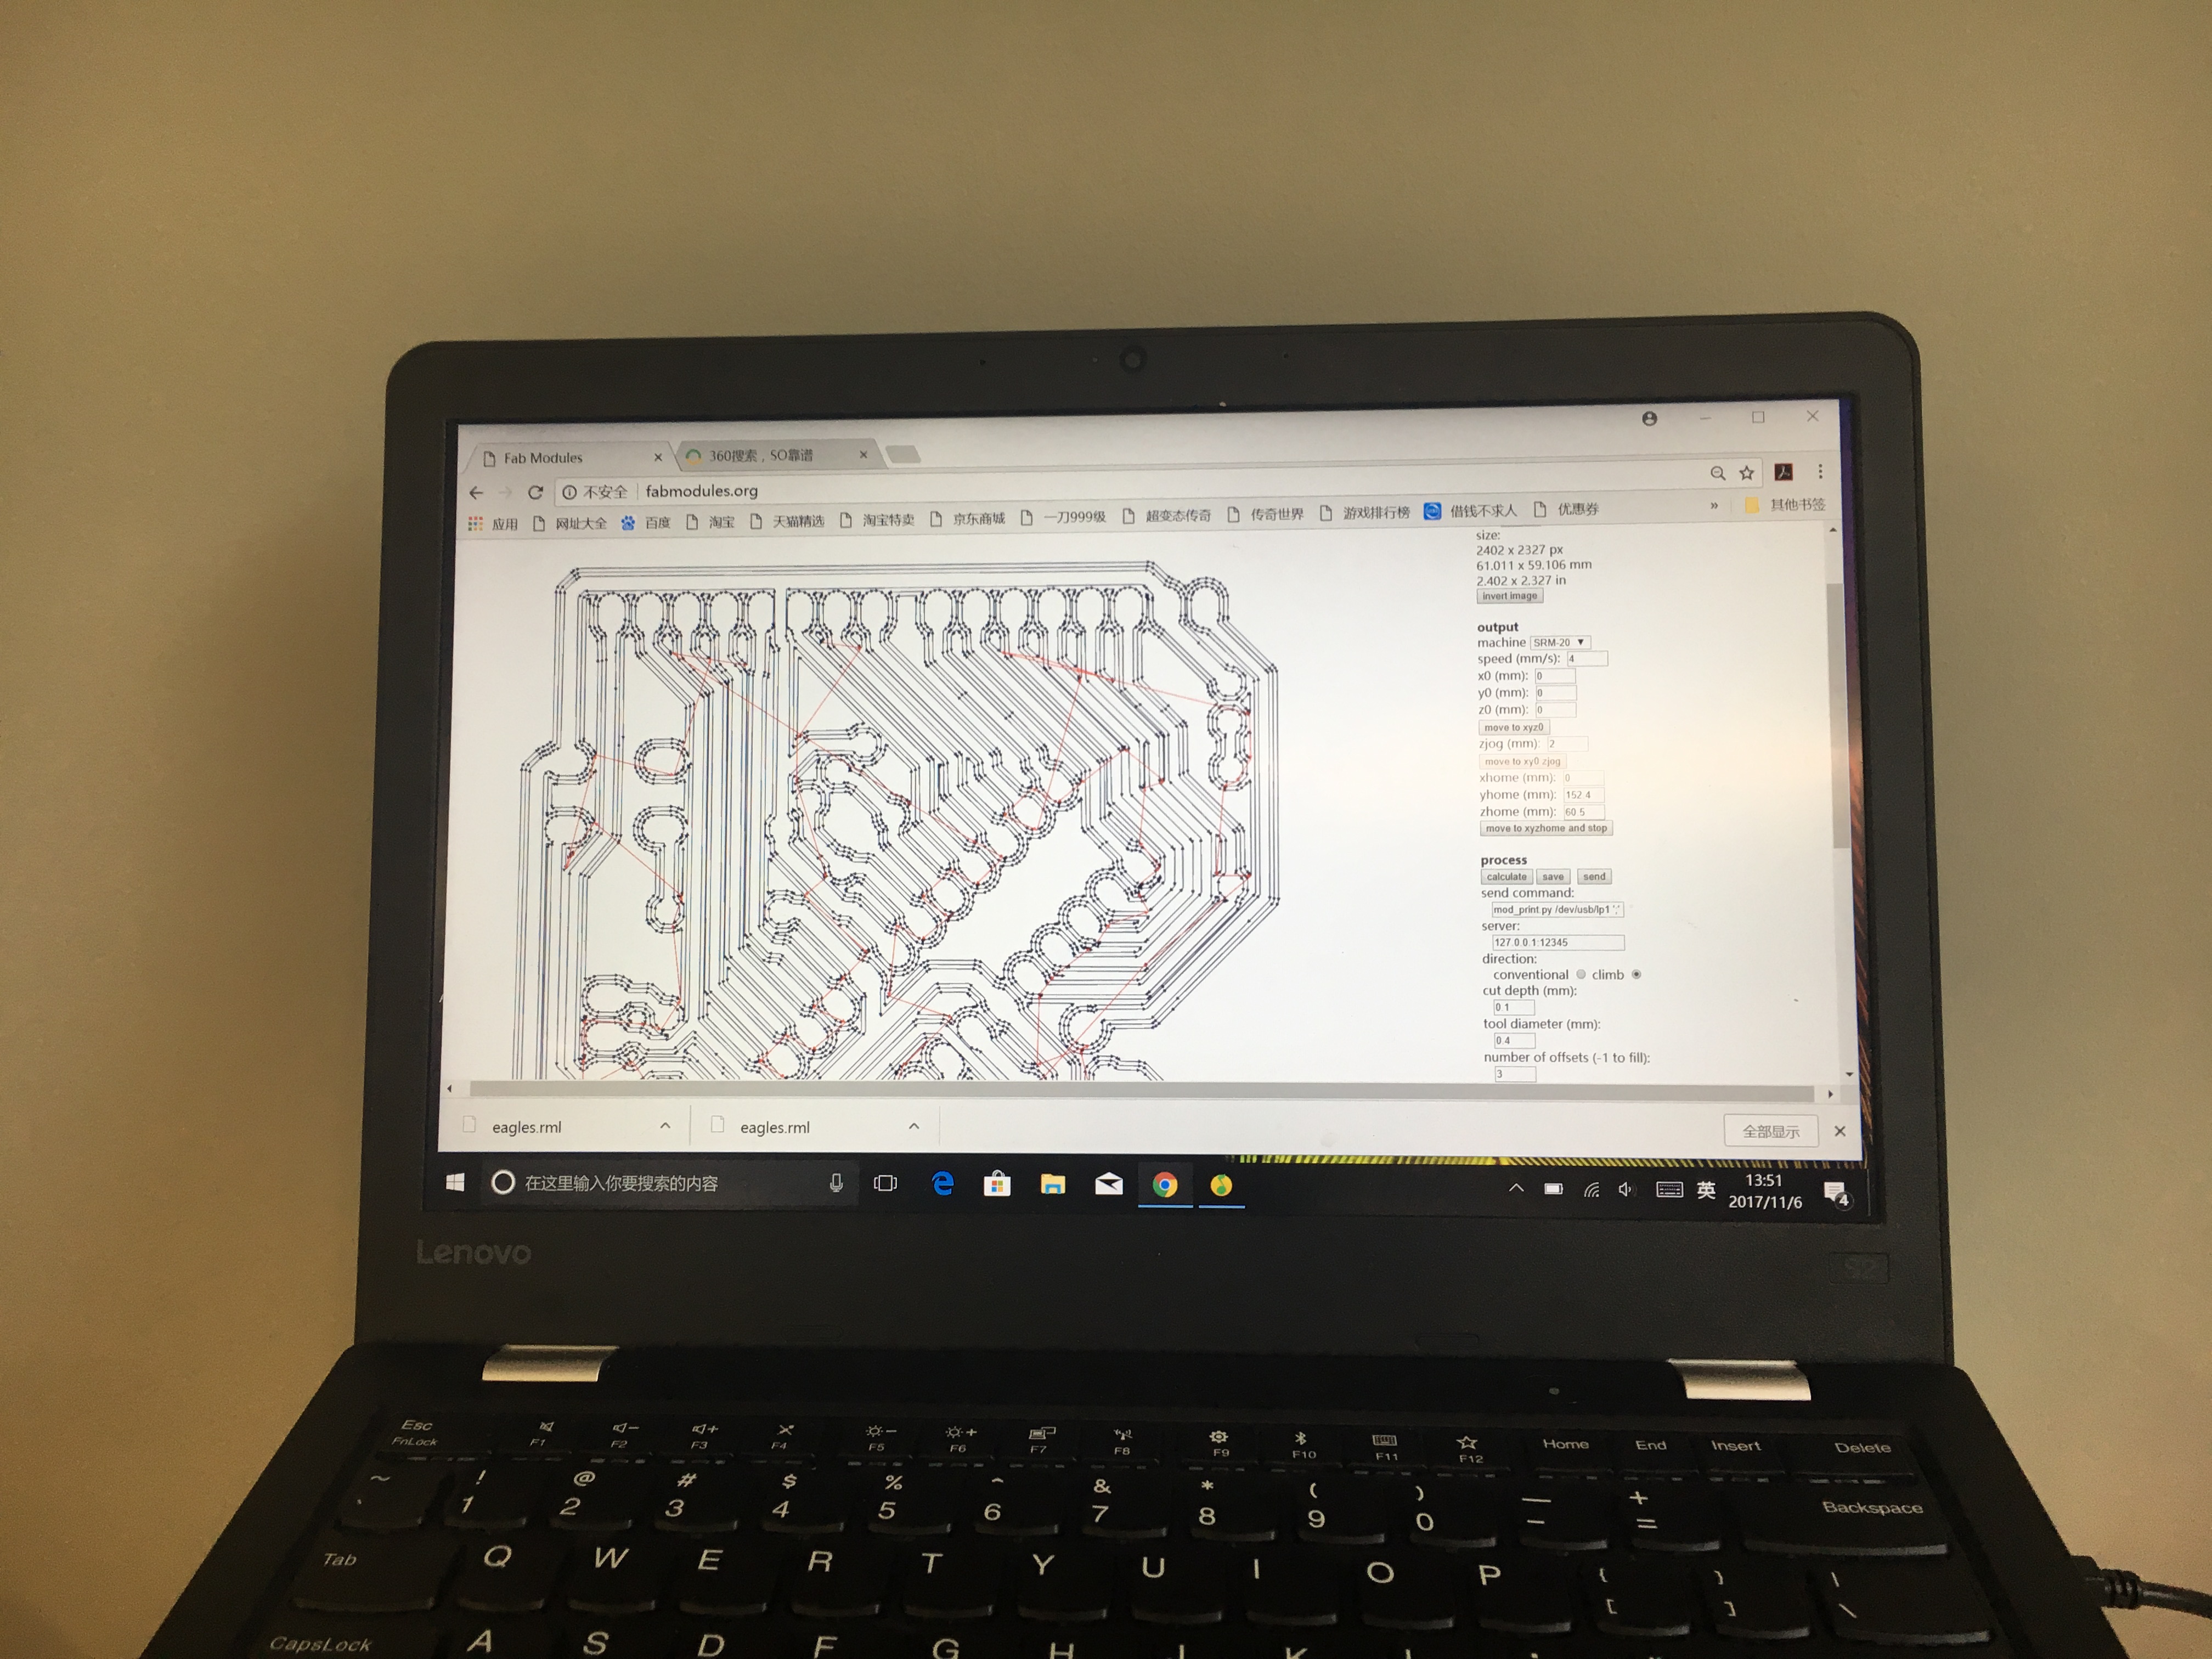 Fab Modules
360搜索，SO靠谱
不安全 fabmodules.org
应用 网址大全 百度 淘宝 天猫精选 淘宝特卖 京东商城 一刀999级 超变态传奇 传奇世界 游戏排行榜 借钱不求人 优惠券 » 其他书签
size:
2402 x 2327 px
61.011 x 59.106 mm
2.402 x 2.327 in
invert image
output
machine SRM-20
speed (mm/s): 4
x0 (mm): 0
y0 (mm): 0
z0 (mm): 0
move to xyz0
zjog (mm): 2
move to xy0 zjog
xhome (mm): 0
yhome (mm): 152.4
zhome (mm): 60.5
move to xyzhome and stop
process
calculate save send
send command:
mod_print.py /dev/usb/lp1 ';'
server:
127.0.0.1:12345
direction:
conventional climb
cut depth (mm):
0.1
tool diameter (mm):
0.4
number of offsets (-1 to fill):
3
eagles.rml eagles.rml 全部显示
在这里输入你要搜索的内容
英 13:51
2017/11/6 4
Lenovo S2
Esc F1 F2 F3 F4 F5 F6 F7 F8 F9 F10 F11 F12 Home End Insert Delete
FnLock
~ ! @ # $ % ^ & * ( ) — +
` 1 2 3 4 5 6 7 8 9 0 - = Backspace
Tab Q W E R T Y U I O P { } |
[ ] \
CapsLock A S D F G H J K L